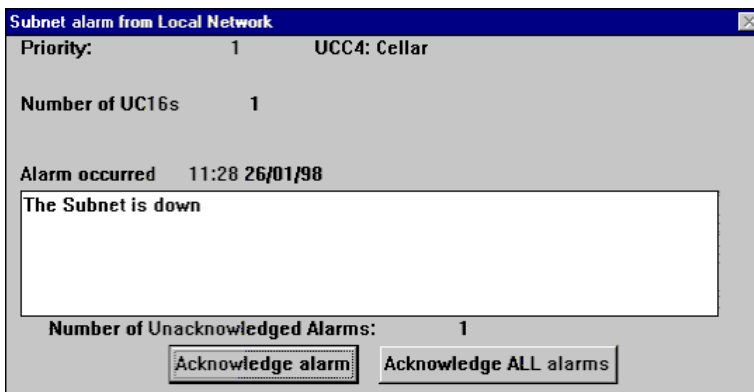 Subnet alarm from Local Network
Priority: 1 UCC4: Cellar
Number of UC16s 1
Alarm occurred 11:28 26/01/98
The Subnet is down
Number of Unacknowledged Alarms: 1
Acknowledge alarm Acknowledge ALL alarms